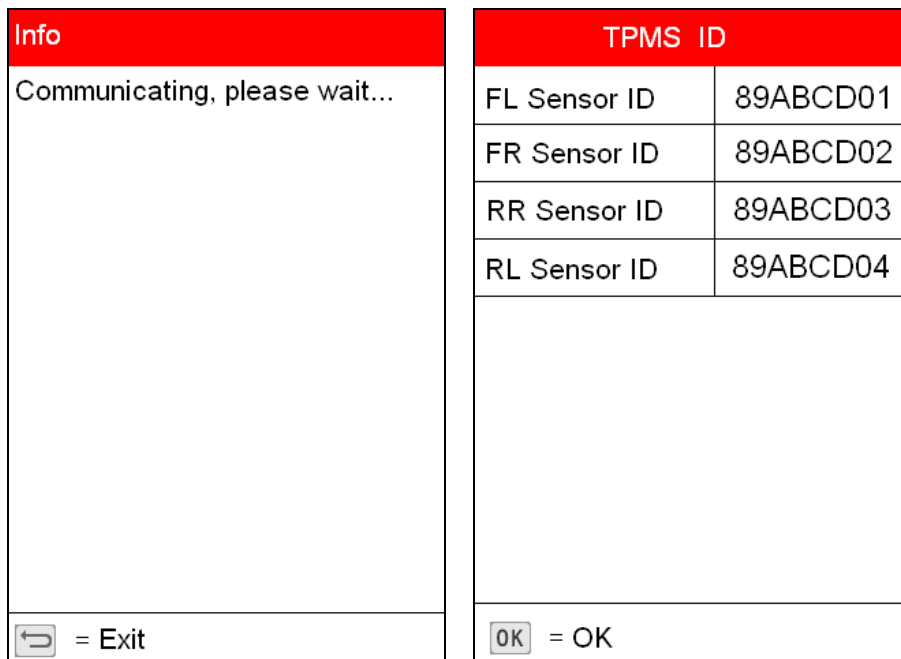 Info
Communicating, please wait...
= Exit
TPMS ID
FL Sensor ID 89ABCD01
FR Sensor ID 89ABCD02
RR Sensor ID 89ABCD03
RL Sensor ID 89ABCD04
OK = OK